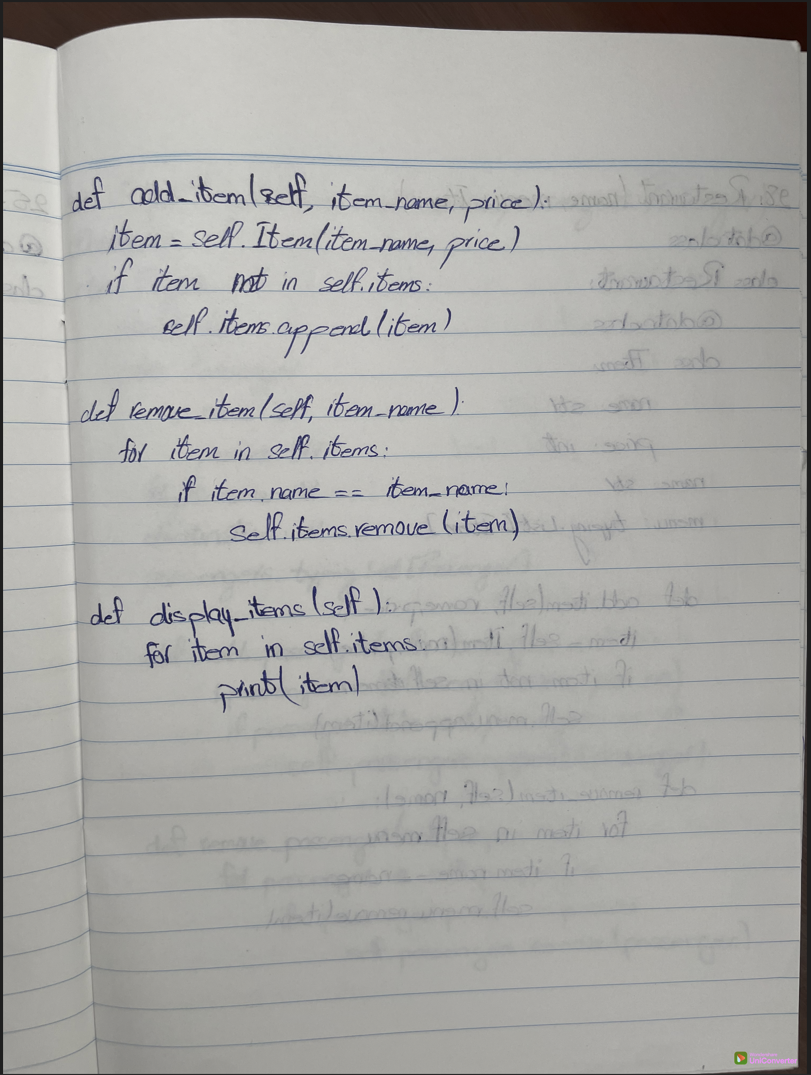 def add_item(self, item_name, price):
item = self.Item(item_name, price)
if item not in self.items:
self.items.append(item)
def remove_item(self, item_name):
for item in self.items:
if item.name == item_name:
self.items.remove(item)
def display_items(self):
for item in self.items:
print(item)